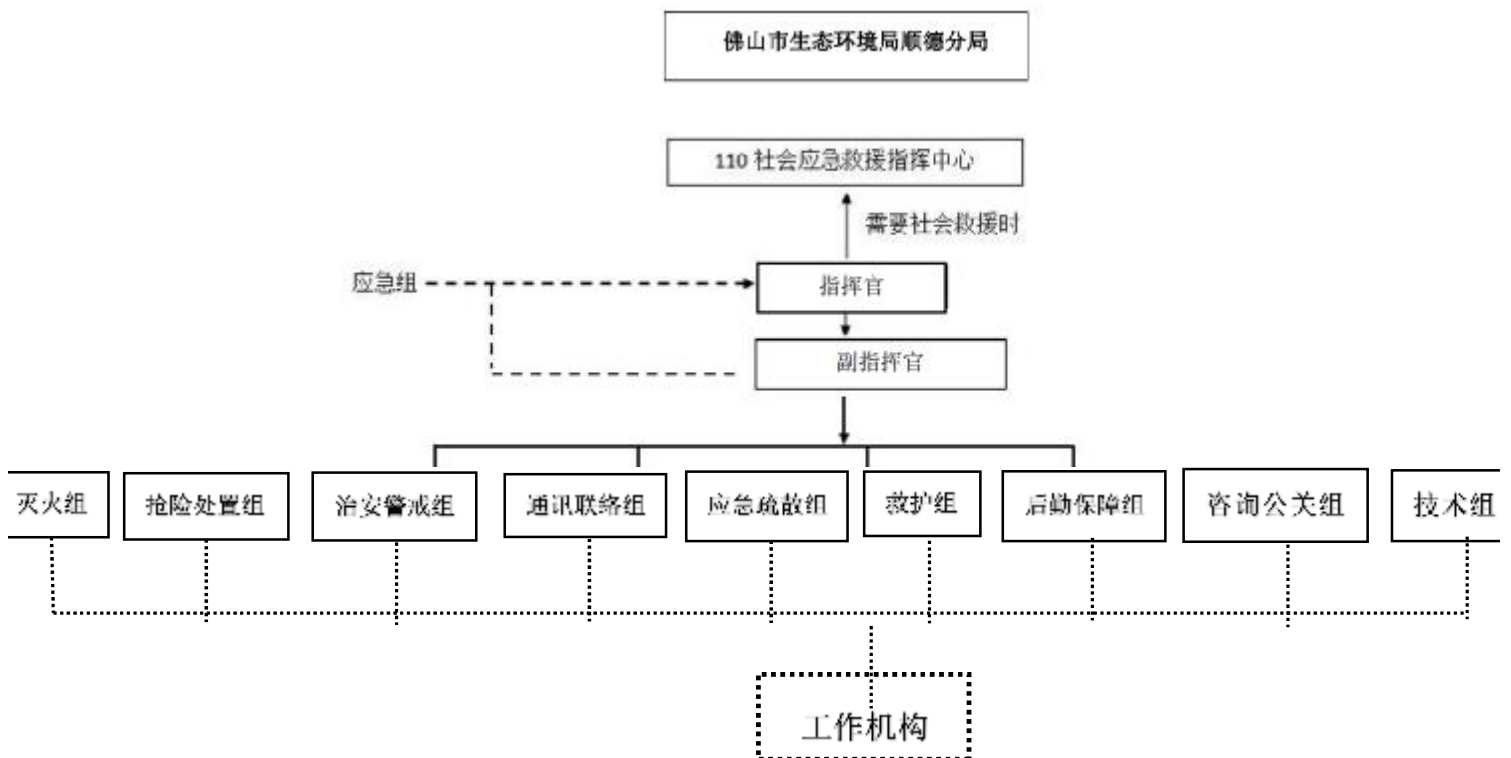 佛山市生态环境局顺德分局
110 社会应急救援指挥中心
需要社会救援时
应急组
指挥官
副指挥官
灭火组
抢险处置组
治安警戒组
通讯联络组
应急疏散组
救护组
后勤保障组
咨询公关组
技术组
工作机构